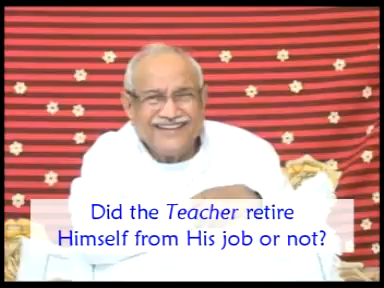 Did the Teacher retire
Himself from His job or not?